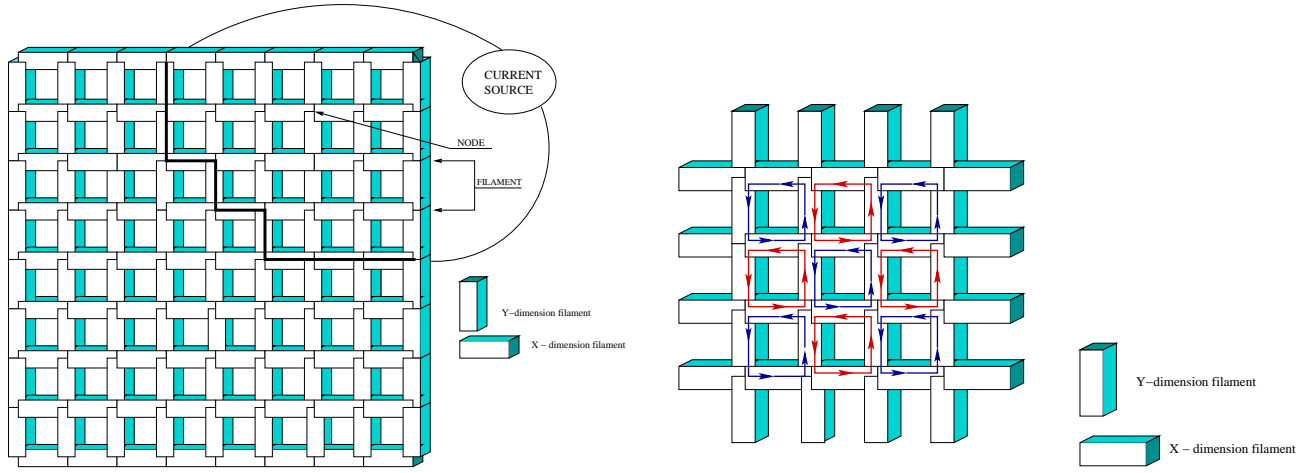 CURRENT
SOURCE
NODE
FILAMENT
Y-dimension filament
X - dimension filament
Y-dimension filament
X - dimension filament